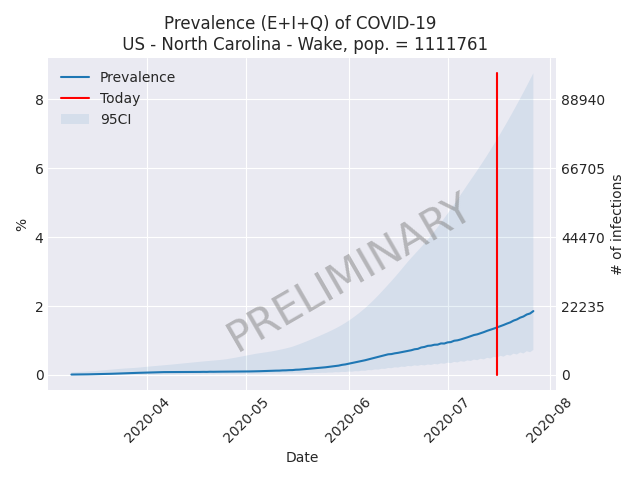 Prevalence (E+I+Q) of COVID-19
US - North Carolina - Wake, pop. = 1111761
Prevalence
Today
95CI
8
6
4
2
0
%
88940
66705
44470
22235
0
# of infections
PRELIMINARY
2020-04
2020-05
2020-06
2020-07
2020-08
Date